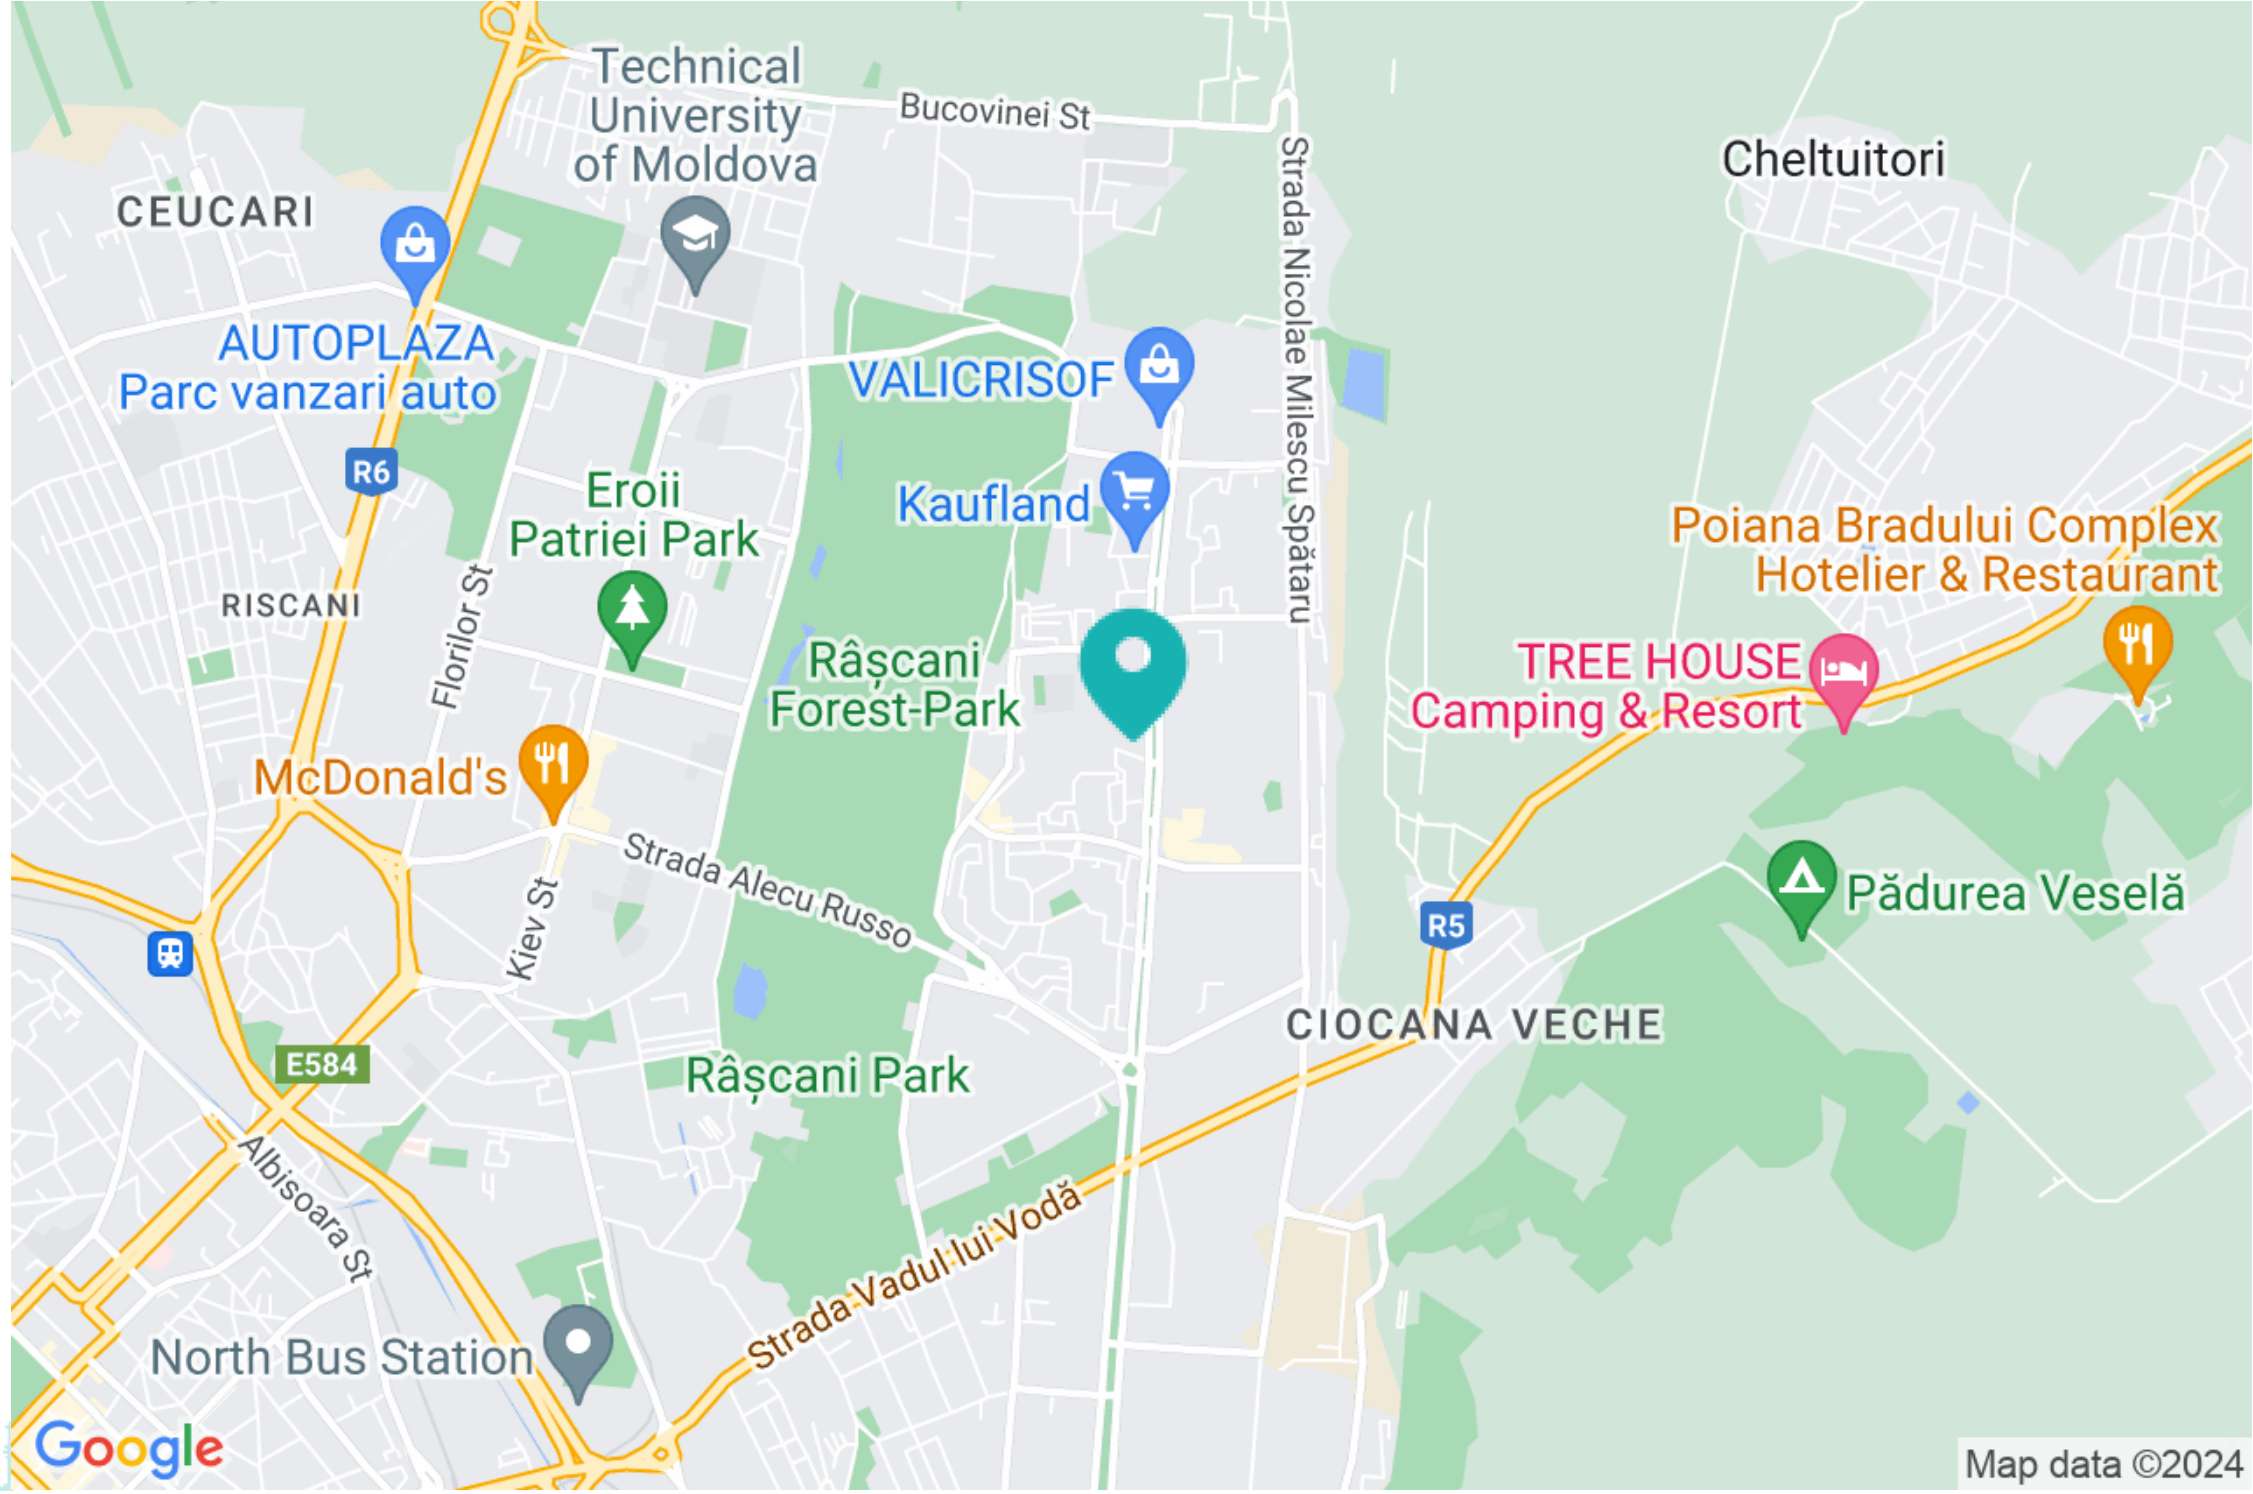 Technical
University
of Moldova
Bucovinei St
Cheltuitori
CEUCARI
Strada Nicolae Milescu Spătaru
AUTOPLAZA
Parc vanzari auto
VALICRISOF
R6
Eroii
Patriei Park
Kaufland
Poiana Bradului Complex
Hotelier & Restaurant
RISCANI
Florilor St
Râșcani
Forest-Park
TREE HOUSE
Camping & Resort
McDonald's
Strada Alecu Russo
Pădurea Veselă
Kiev St
R5
CIOCANA VECHE
E584
Râșcani Park
Albisoara St
Strada Vadul lui Vodă
North Bus Station
Google
Map data ©2024